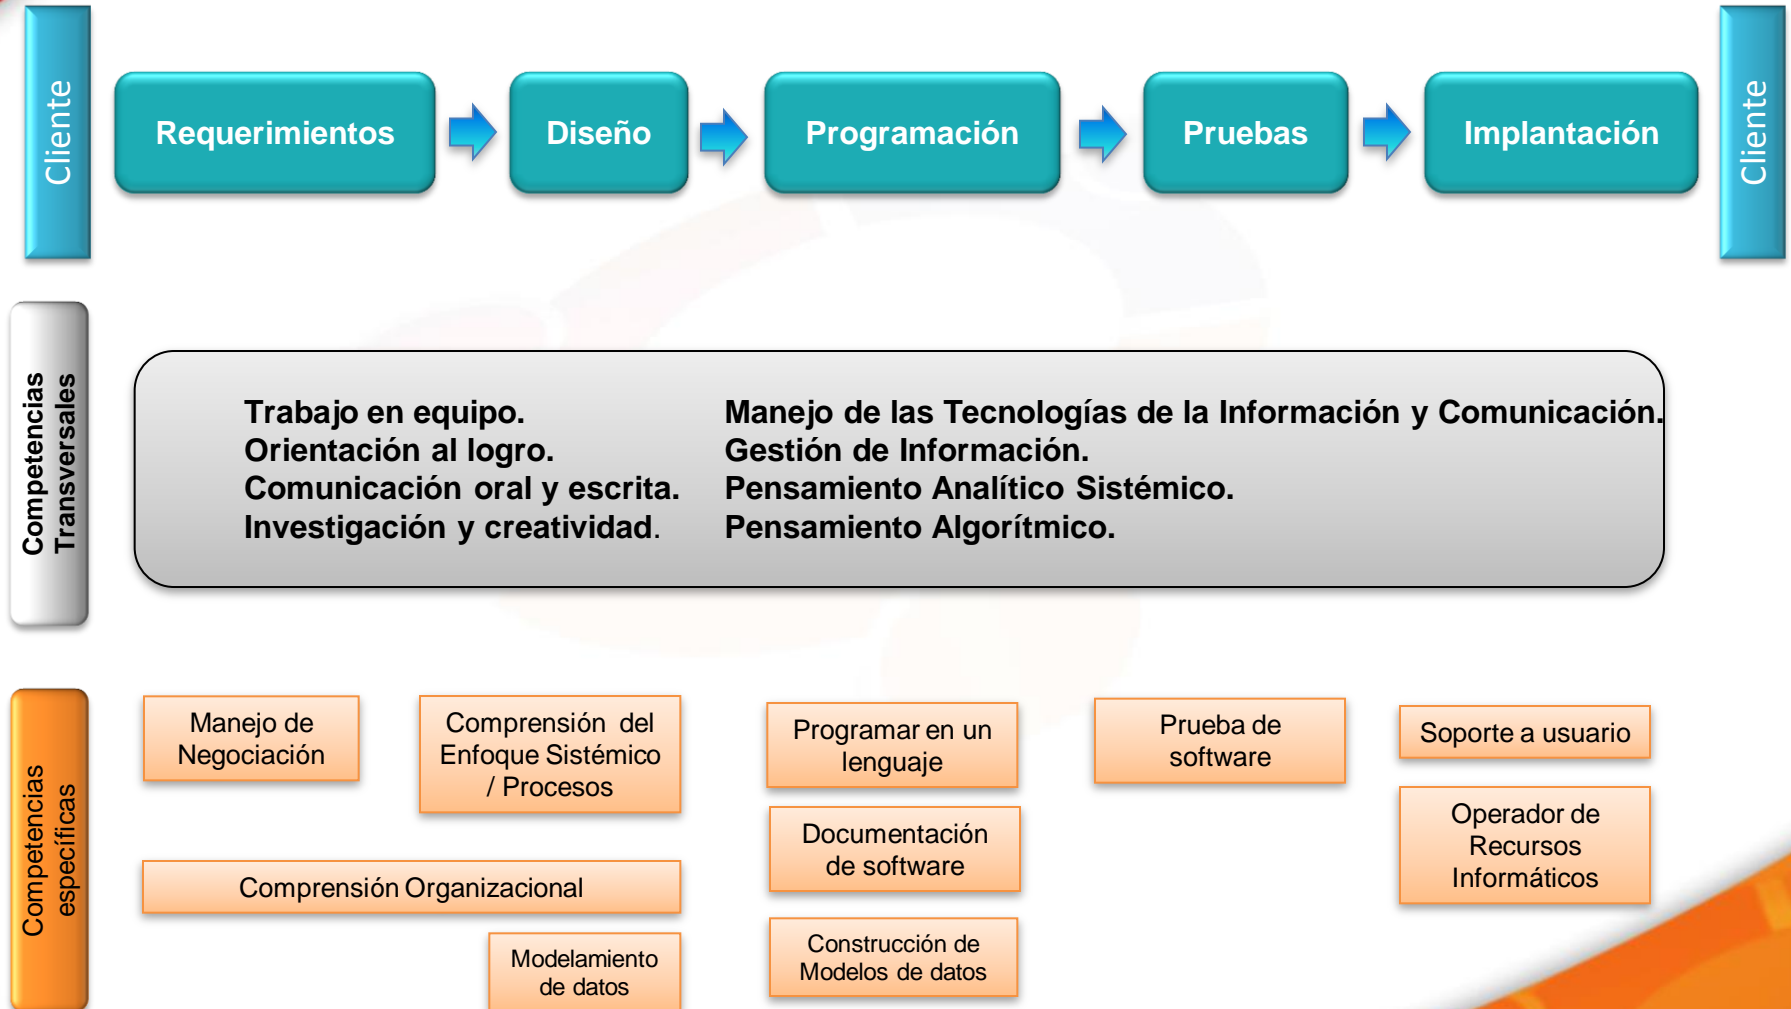 Cliente
Requerimientos
Diseño
Programación
Pruebas
Implantación
Cliente
Competencias
Transversales
Trabajo en equipo.
Orientación al logro.
Comunicación oral y escrita.
Investigación y creatividad.
Manejo de las Tecnologías de la Información y Comunicación.
Gestión de Información.
Pensamiento Analítico Sistémico.
Pensamiento Algorítmico.
Competencias
específicas
Manejo de
Negociación
Comprensión del
Enfoque Sistémico
/ Procesos
Comprensión Organizacional
Modelamiento
de datos
Programar en un
lenguaje
Documentación
de software
Construcción de
Modelos de datos
Prueba de
software
Soporte a usuario
Operador de
Recursos
Informáticos